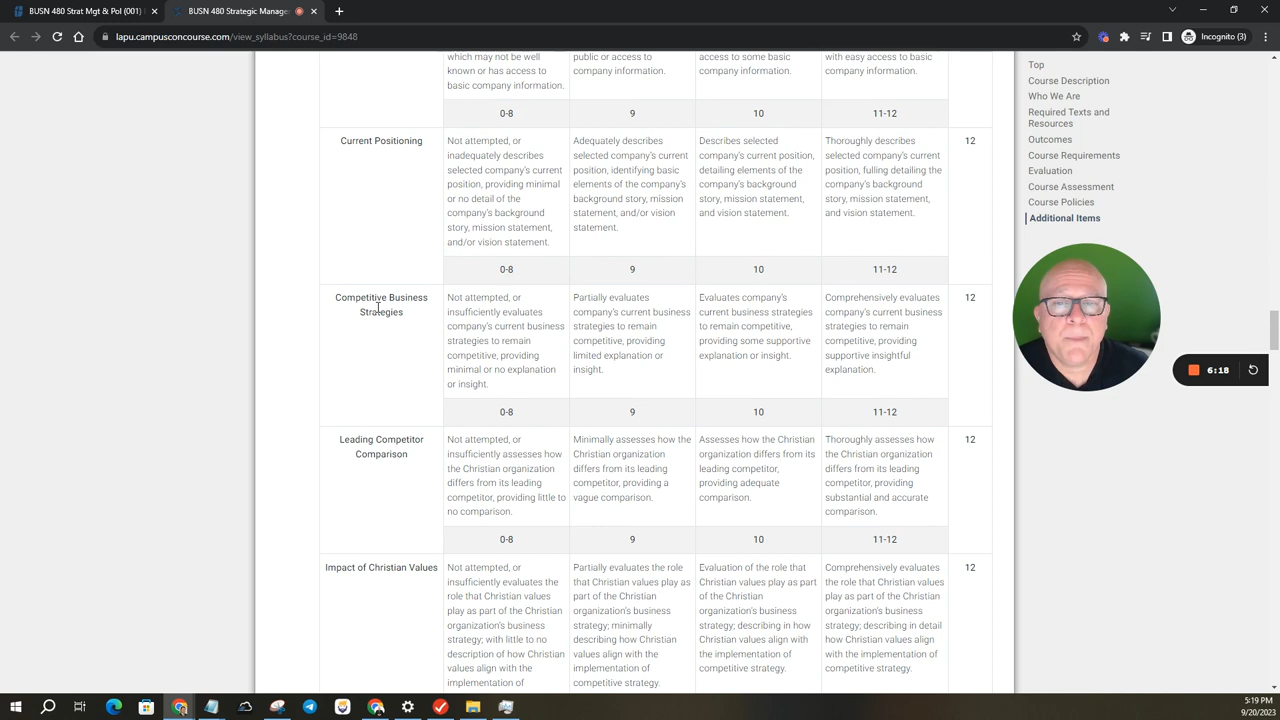 BUSN 480 Strat Mgt & Pol (001)
BUSN 480 Strategic Manage
lapu.campusconcourse.com/view_syllabus?course_id=9848
Incognito (3)
which may not be well
known or has access to
basic company information.
public or access to
company information.
access to some basic
company information.
with easy access to basic
company information.
0-8
9
10
11-12
Current Positioning
Not attempted, or
inadequately describes
selected company's current
position, providing minimal
or no detail of the
company's background
story, mission statement,
and/or vision statement.
Adequately describes
selected company's current
position, identifying basic
elements of the company's
background story, mission
statement, and/or vision
statement.
Describes selected
company's current position,
detailing elements of the
company's background
story, mission statement,
and vision statement.
Thoroughly describes
selected company's current
position, fulling detailing the
company's background
story, mission statement,
and vision statement.
12
0-8
9
10
11-12
Competitive Business
Strategies
Not attempted, or
insufficiently evaluates
company's current business
strategies to remain
competitive, providing
minimal or no explanation
or insight.
Partially evaluates
company's current business
strategies to remain
competitive, providing
limited explanation or
insight.
Evaluates company's
current business strategies
to remain competitive,
providing some supportive
explanation or insight.
Comprehensively evaluates
company's current business
strategies to remain
competitive, providing
supportive insightful
explanation.
12
0-8
9
10
11-12
Leading Competitor
Comparison
Not attempted, or
insufficiently assesses how
the Christian organization
differs from its leading
competitor, providing little to
no comparison.
Minimally assesses how the
Christian organization
differs from its leading
competitor, providing a
vague comparison.
Assesses how the Christian
organization differs from its
leading competitor,
providing adequate
comparison.
Thoroughly assesses how
the Christian organization
differs from its leading
competitor, providing
substantial and accurate
comparison.
12
0-8
9
10
11-12
Impact of Christian Values
Not attempted, or
insufficiently evaluates the
role that Christian values
play as part of the Christian
organization's business
strategy; with little to no
description of how Christian
values align with the
implementation of
Partially evaluates the role
that Christian values play as
part of the Christian
organization's business
strategy; minimally
describing how Christian
values align with the
implementation of
competitive strategy.
Evaluation of the role that
Christian values play as part
of the Christian
organization's business
strategy; describing in how
Christian values align with
the implementation of
competitive strategy.
Comprehensively evaluates
the role that Christian values
play as part of the Christian
organization's business
strategy; describing in detail
how Christian values align
with the implementation of
competitive strategy.
12
Top
Course Description
Who We Are
Required Texts and
Resources
Outcomes
Course Requirements
Evaluation
Course Assessment
Course Policies
Additional Items
6:18
5:19 PM
9/20/2023